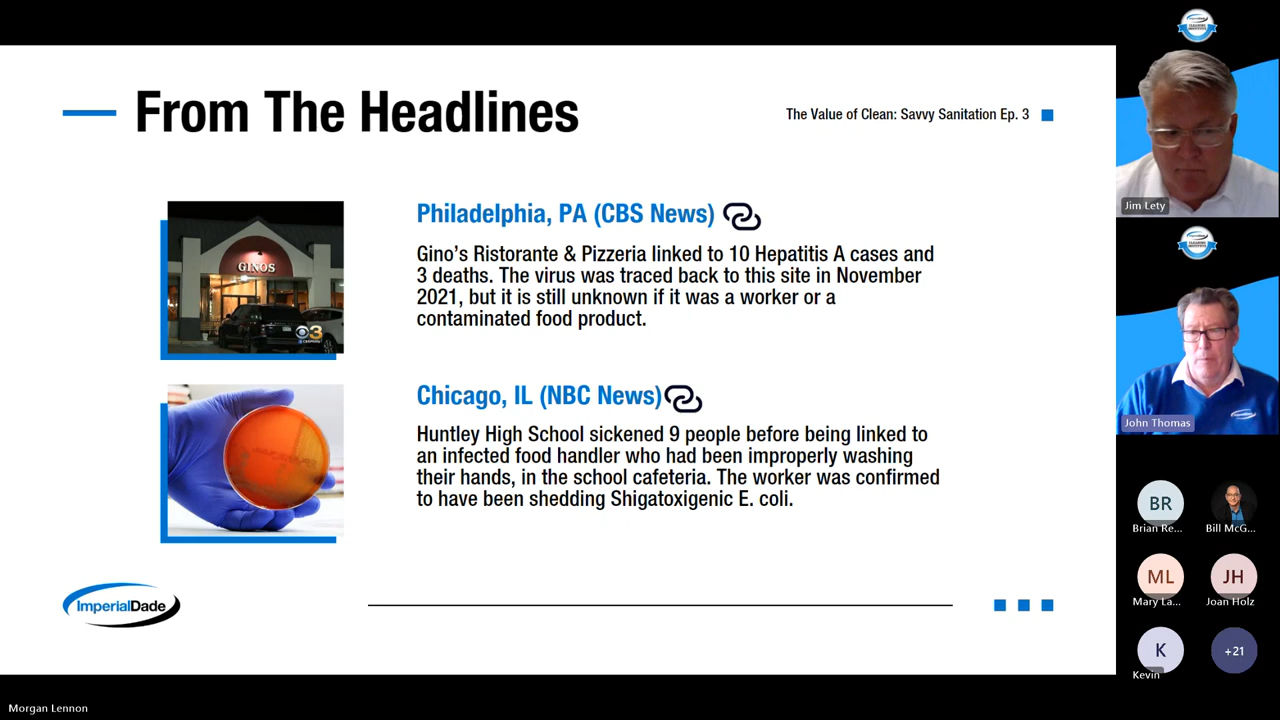 From The Headlines
The Value of Clean: Savvy Sanitation Ep. 3
GINOS
3
Philadelphia, PA (CBS News)
Gino's Ristorante & Pizzeria linked to 10 Hepatitis A cases and
3 deaths. The virus was traced back to this site in November
2021, but it is still unknown if it was a worker or a
contaminated food product.
Chicago, IL (NBC News)
Huntley High School sickened 9 people before being linked to
an infected food handler who had been improperly washing
their hands, in the school cafeteria. The worker was confirmed
to have been shedding Shigatoxigenic E. coli.
ImperialDade
Jim Lety
John Thomas
BR
Brian Re...
Bill McG...
ML
JH
Mary La...
Joan Holz
K
+21
Kevin
Morgan Lennon